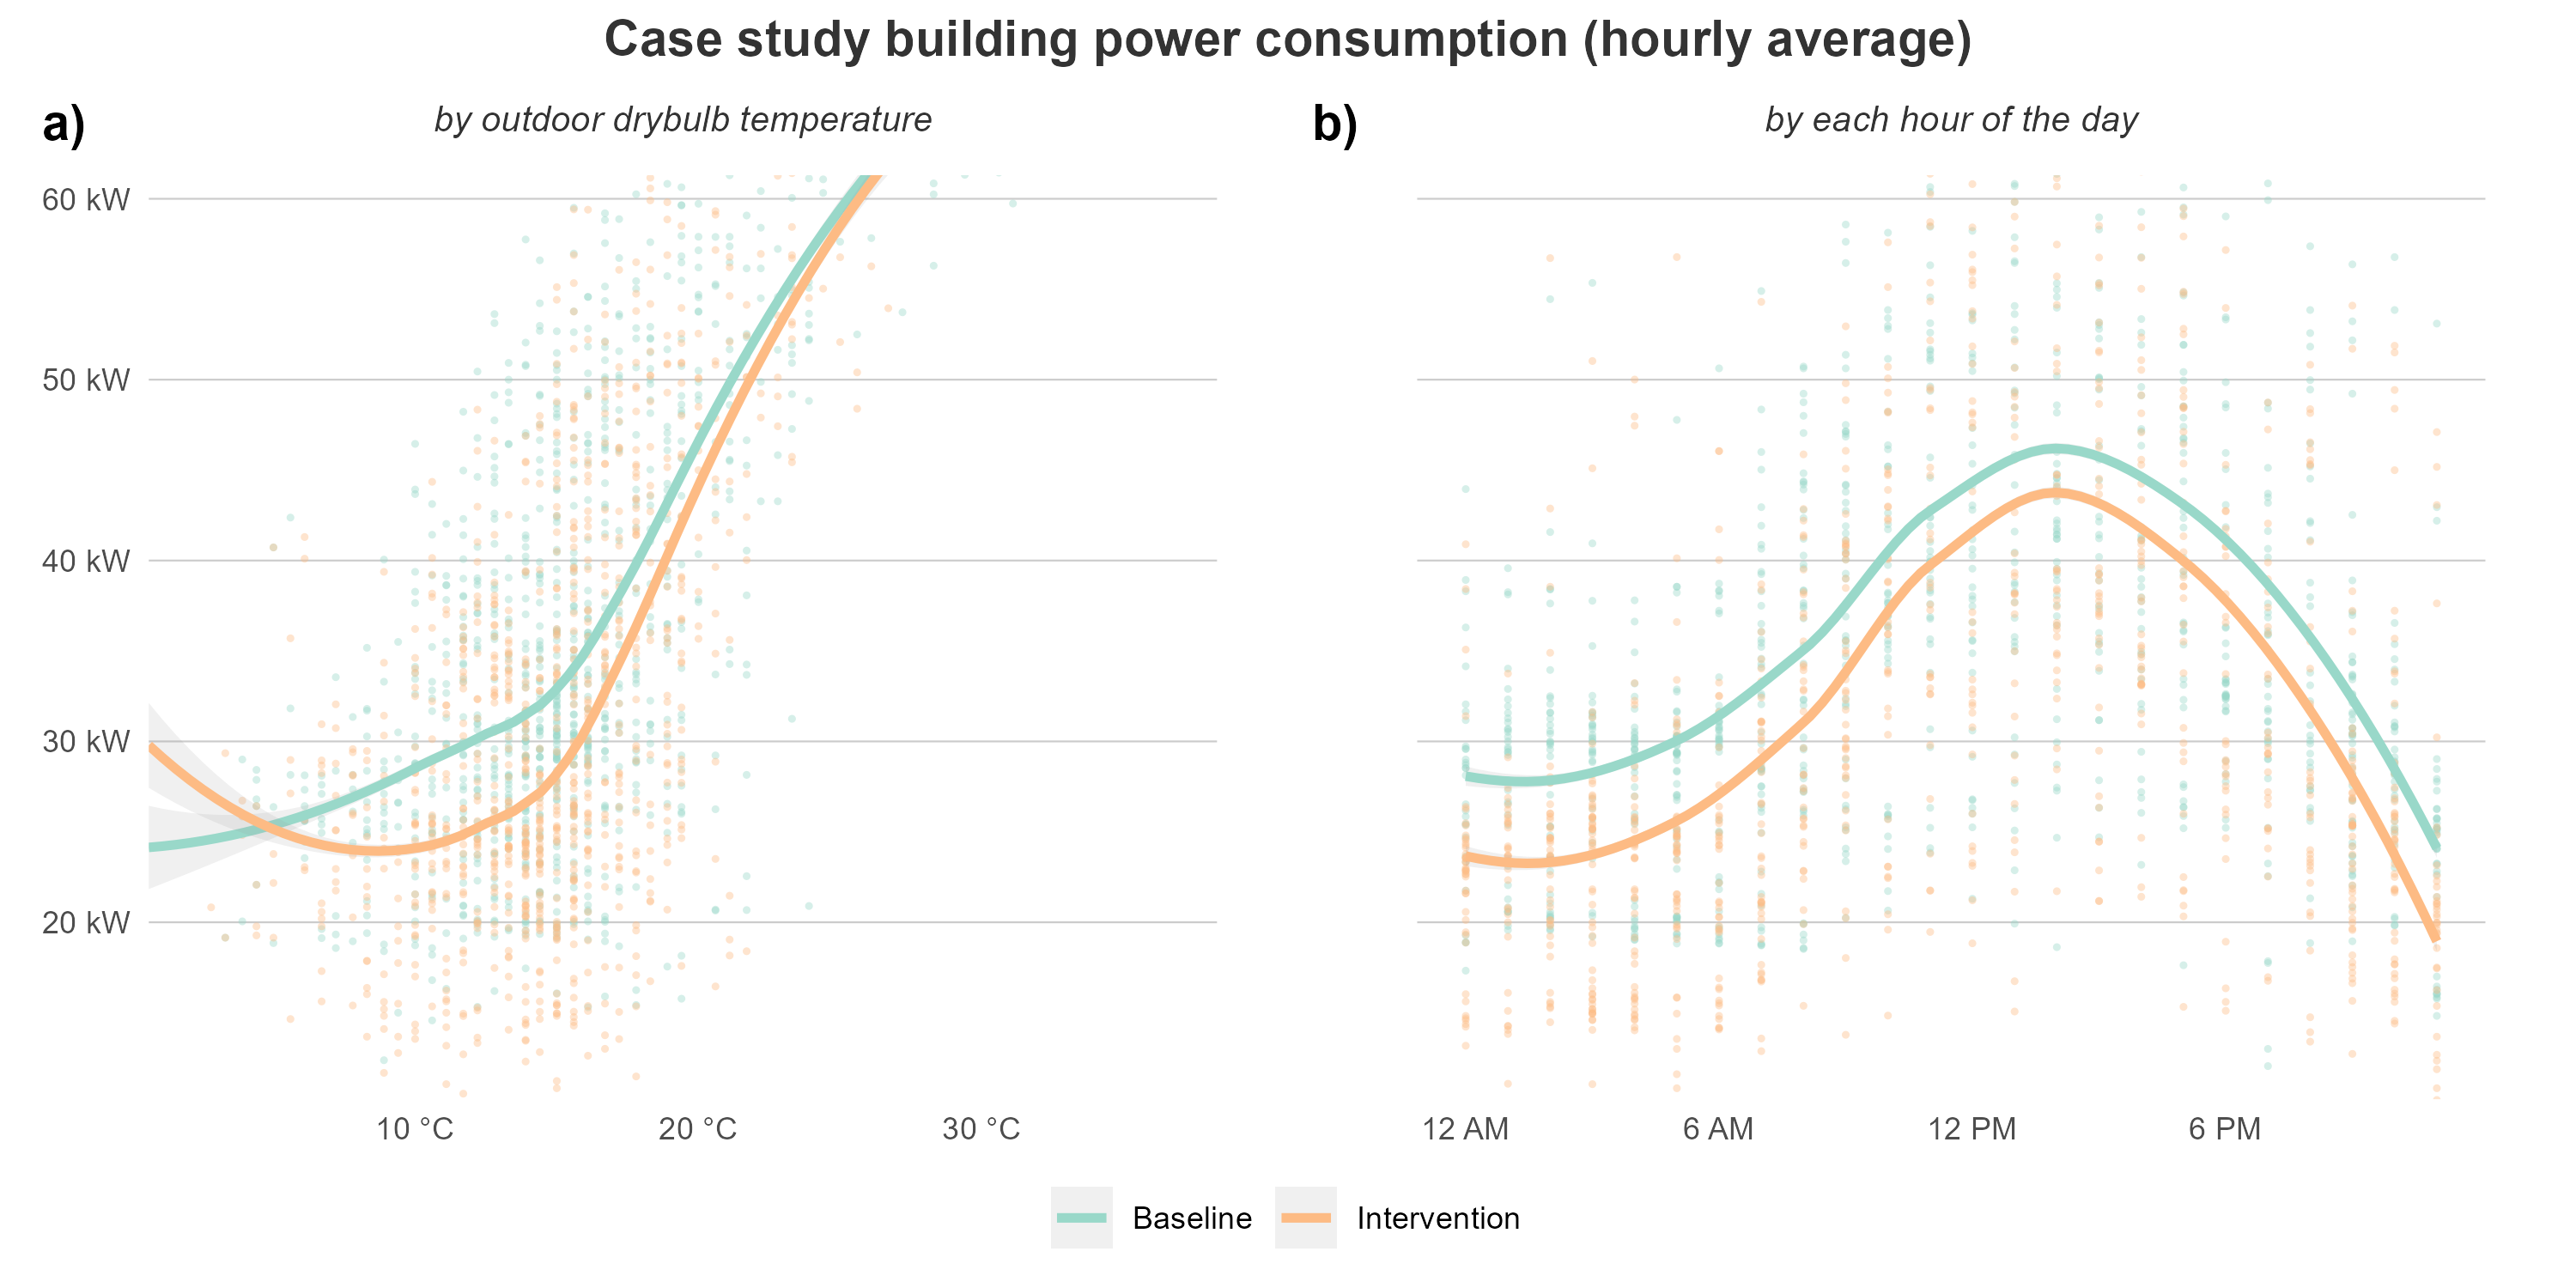 Case study building power consumption (hourly average)
a)
by outdoor drybulb temperature
60 kW
50 kW
40 kW
30 kW
20 kW
10 °C
20 °C
30 °C
b)
by each hour of the day
12 AM
6 AM
12 PM
6 PM
Baseline
Intervention